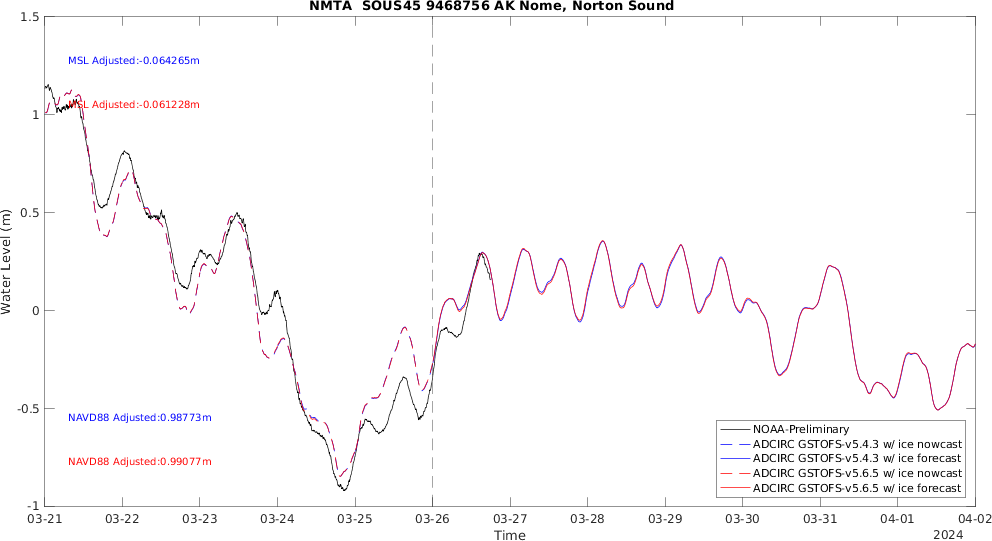 NMTA  SOUS45 9468756 AK Nome, Norton Sound
1.5
MSL Adjusted:-0.064265m
MSL Adjusted:-0.061228m
1
0.5
Water Level (m)
0
-0.5
NAVD88 Adjusted:0.98773m
NAVD88 Adjusted:0.99077m
NOAA-Preliminary
ADCIRC GSTOFS-v5.4.3 w/ ice nowcast
ADCIRC GSTOFS-v5.4.3 w/ ice forecast
ADCIRC GSTOFS-v5.6.5 w/ ice nowcast
ADCIRC GSTOFS-v5.6.5 w/ ice forecast
-1
03-21 03-22 03-23 03-24 03-25 03-26 03-27 03-28 03-29 03-30 03-31 04-01 04-02
Time
2024